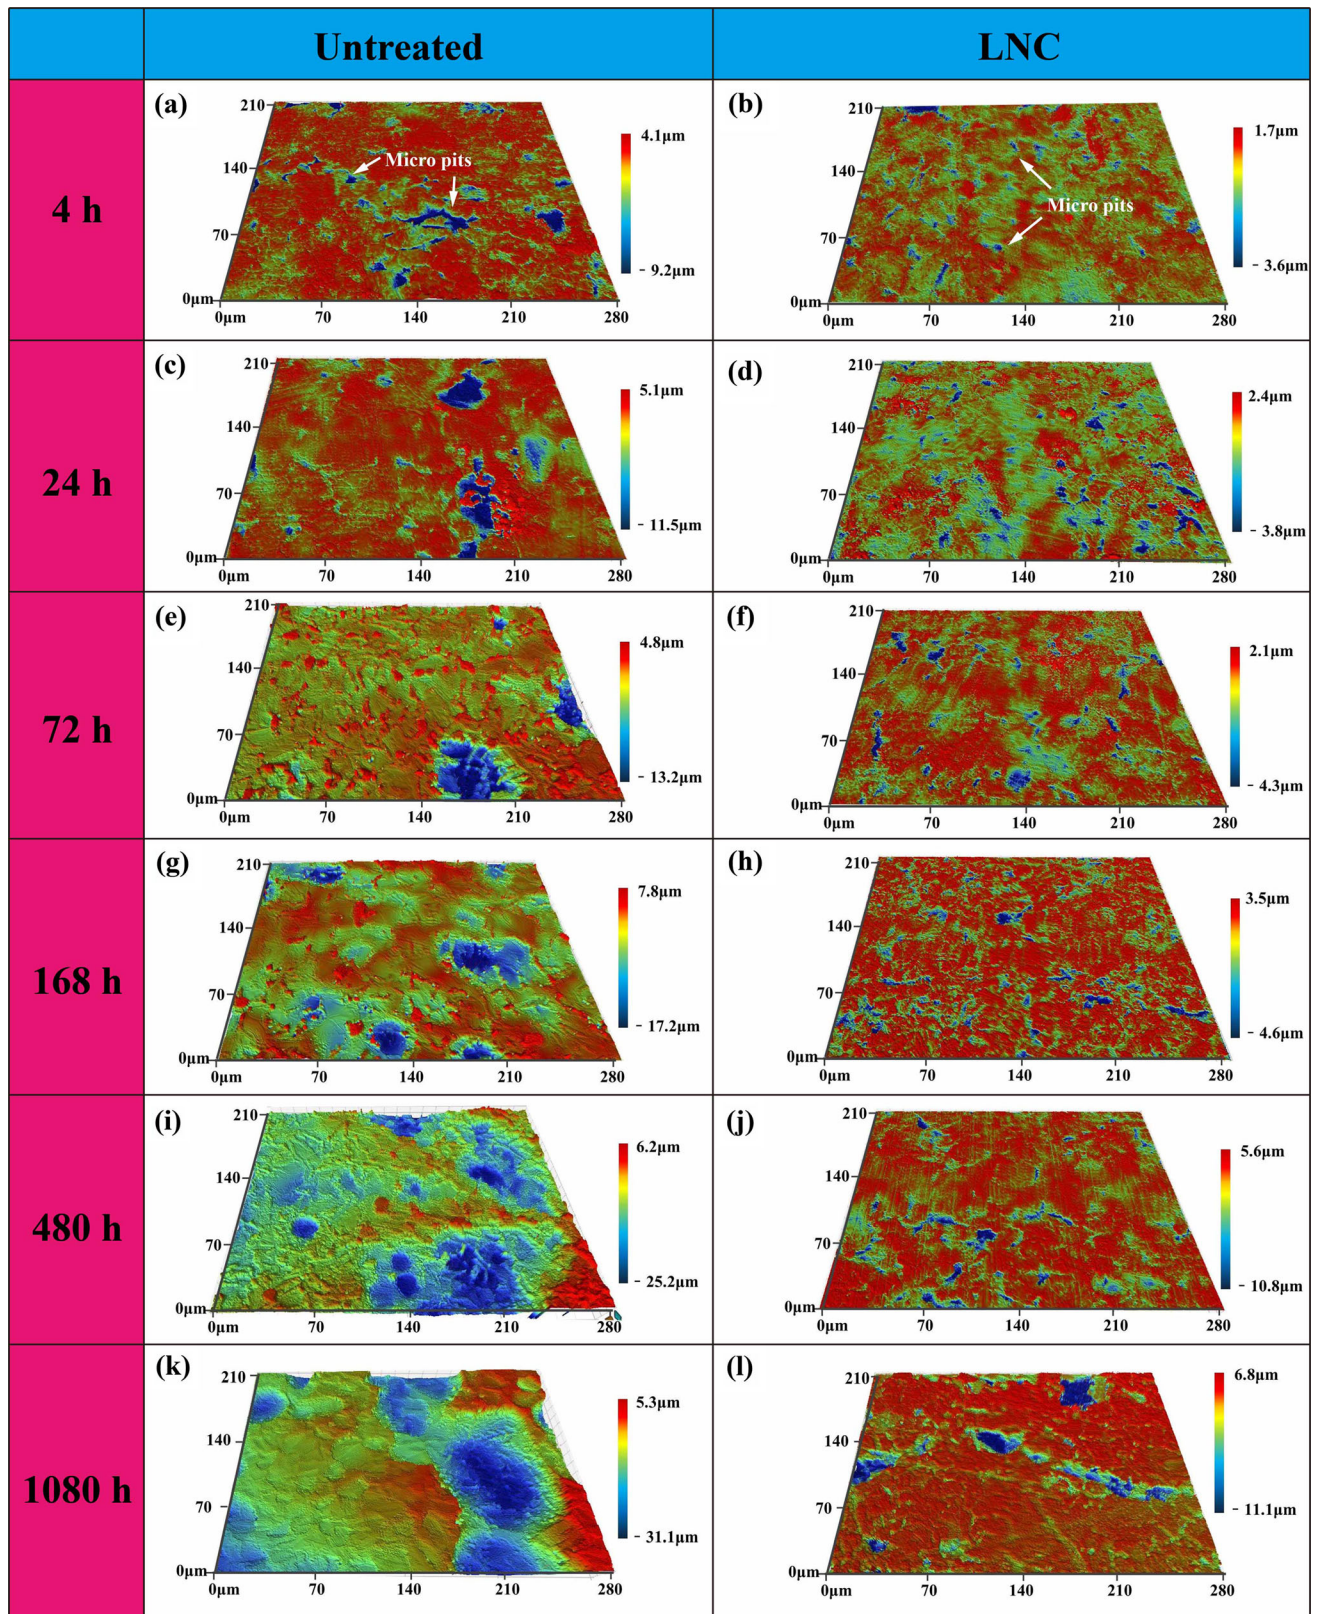 Untreated LNC
4 h
(a)
210
140
70
0μm
0μm 70 140 210 280
Micro pits
4.1μm
- 9.2μm
(b)
210
140
70
0μm
0μm 70 140 210 280
Micro pits
1.7μm
- 3.6μm
24 h
(c)
210
140
70
0μm
0μm 70 140 210 280
5.1μm
- 11.5μm
(d)
210
140
70
0μm
0μm 70 140 210 280
2.4μm
- 3.8μm
72 h
(e)
210
140
70
0μm
0μm 70 140 210 280
4.8μm
- 13.2μm
(f)
210
140
70
0μm
0μm 70 140 210 280
2.1μm
- 4.3μm
168 h
(g)
210
140
70
0μm
0μm 70 140 210 280
7.8μm
- 17.2μm
(h)
210
140
70
0μm
0μm 70 140 210 280
3.5μm
- 4.6μm
480 h
(i)
210
140
70
0μm
0μm 70 140 210 280
6.2μm
- 25.2μm
(j)
210
140
70
0μm
0μm 70 140 210 280
5.6μm
- 10.8μm
1080 h
(k)
210
140
70
0μm
0μm 70 140 210 280
5.3μm
- 31.1μm
(l)
210
140
70
0μm
0μm 70 140 210 280
6.8μm
- 11.1μm